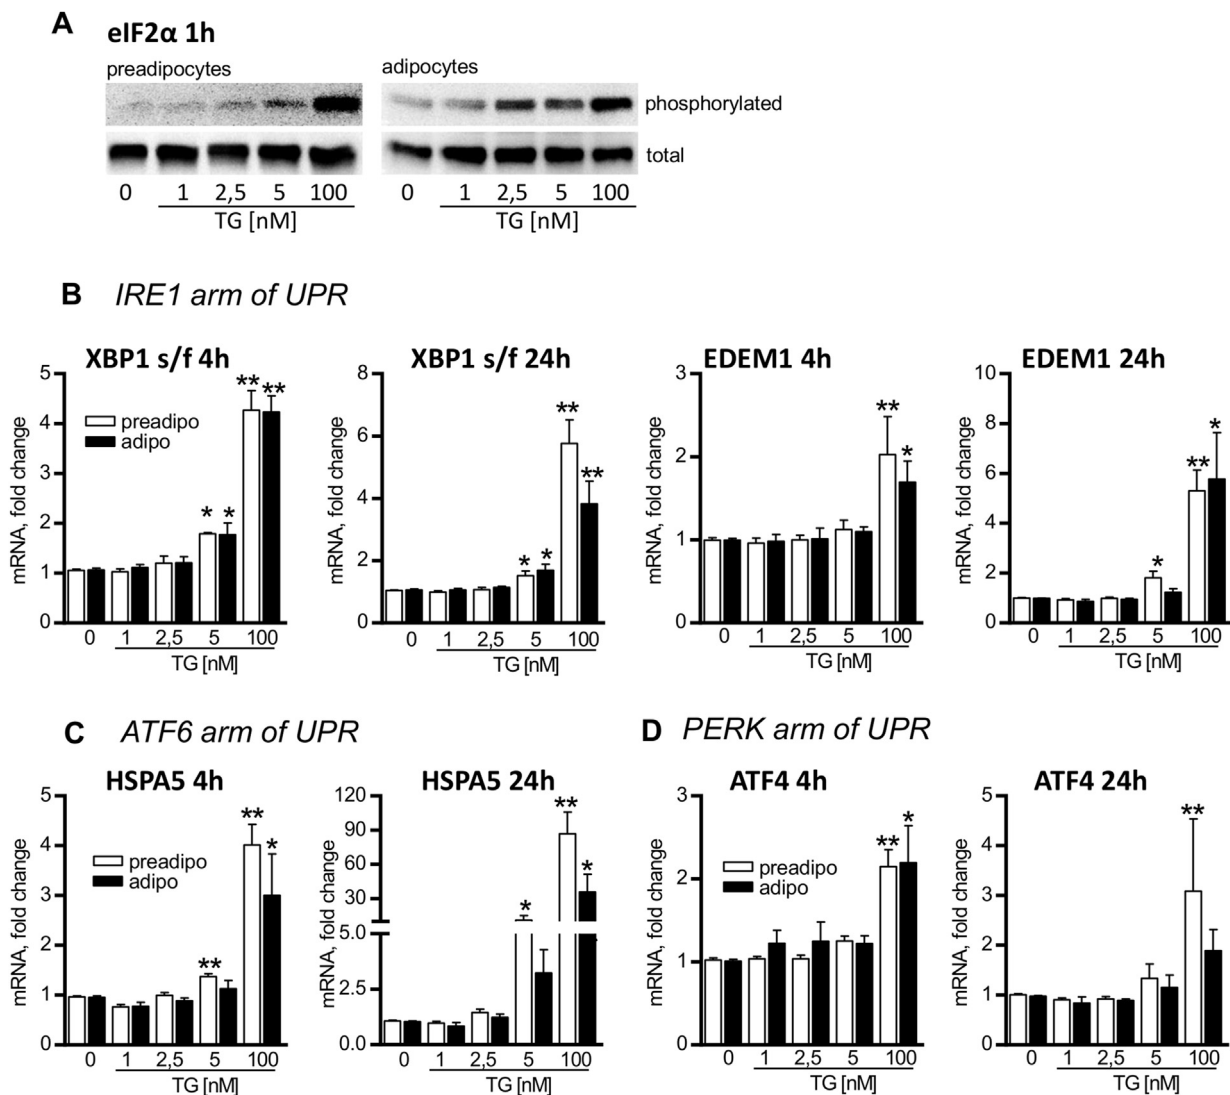 A
eIF2α 1h
preadipocytes
adipocytes
phosphorylated
total
0 1 2,5 5 100
TG [nM]
0 1 2,5 5 100
TG [nM]
B IRE1 arm of UPR
XBP1 s/f 4h
mRNA, fold change
5
4
3
2
1
0
preadipo
adipo
* * ** **
0 1 2,5 5 100
TG [nM]
XBP1 s/f 24h
mRNA, fold change
8
6
4
2
0
* * ** **
0 1 2,5 5 100
TG [nM]
EDEM1 4h
mRNA, fold change
3
2
1
0
** *
0 1 2,5 5 100
TG [nM]
EDEM1 24h
mRNA, fold change
10
8
6
4
2
0
* ** *
0 1 2,5 5 100
TG [nM]
C ATF6 arm of UPR
HSPA5 4h
mRNA, fold change
5
4
3
2
1
0
preadipo
adipo
** ** *
0 1 2,5 5 100
TG [nM]
HSPA5 24h
mRNA, fold change
120
90
60
30
5.0
2.5
0.0
* ** *
0 1 2,5 5 100
TG [nM]
D PERK arm of UPR
ATF4 4h
mRNA, fold change
3
2
1
0
preadipo
adipo
** *
0 1 2,5 5 100
TG [nM]
ATF4 24h
mRNA, fold change
5
4
3
2
1
0
**
0 1 2,5 5 100
TG [nM]